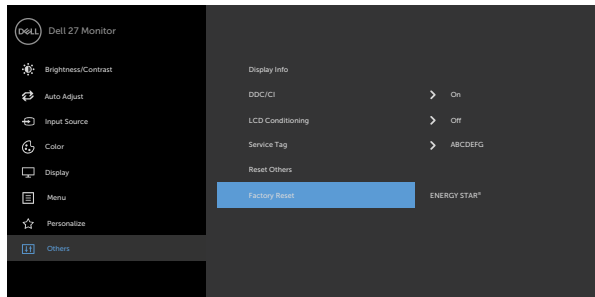 DELL Dell 27 Monitor
Brightness/Contrast
Auto Adjust
Input Source
Color
Display
Menu
Personalize
Others
Display Info
DDC/CI On
LCD Conditioning Off
Service Tag ABCDEFG
Reset Others
Factory Reset ENERGY STAR®